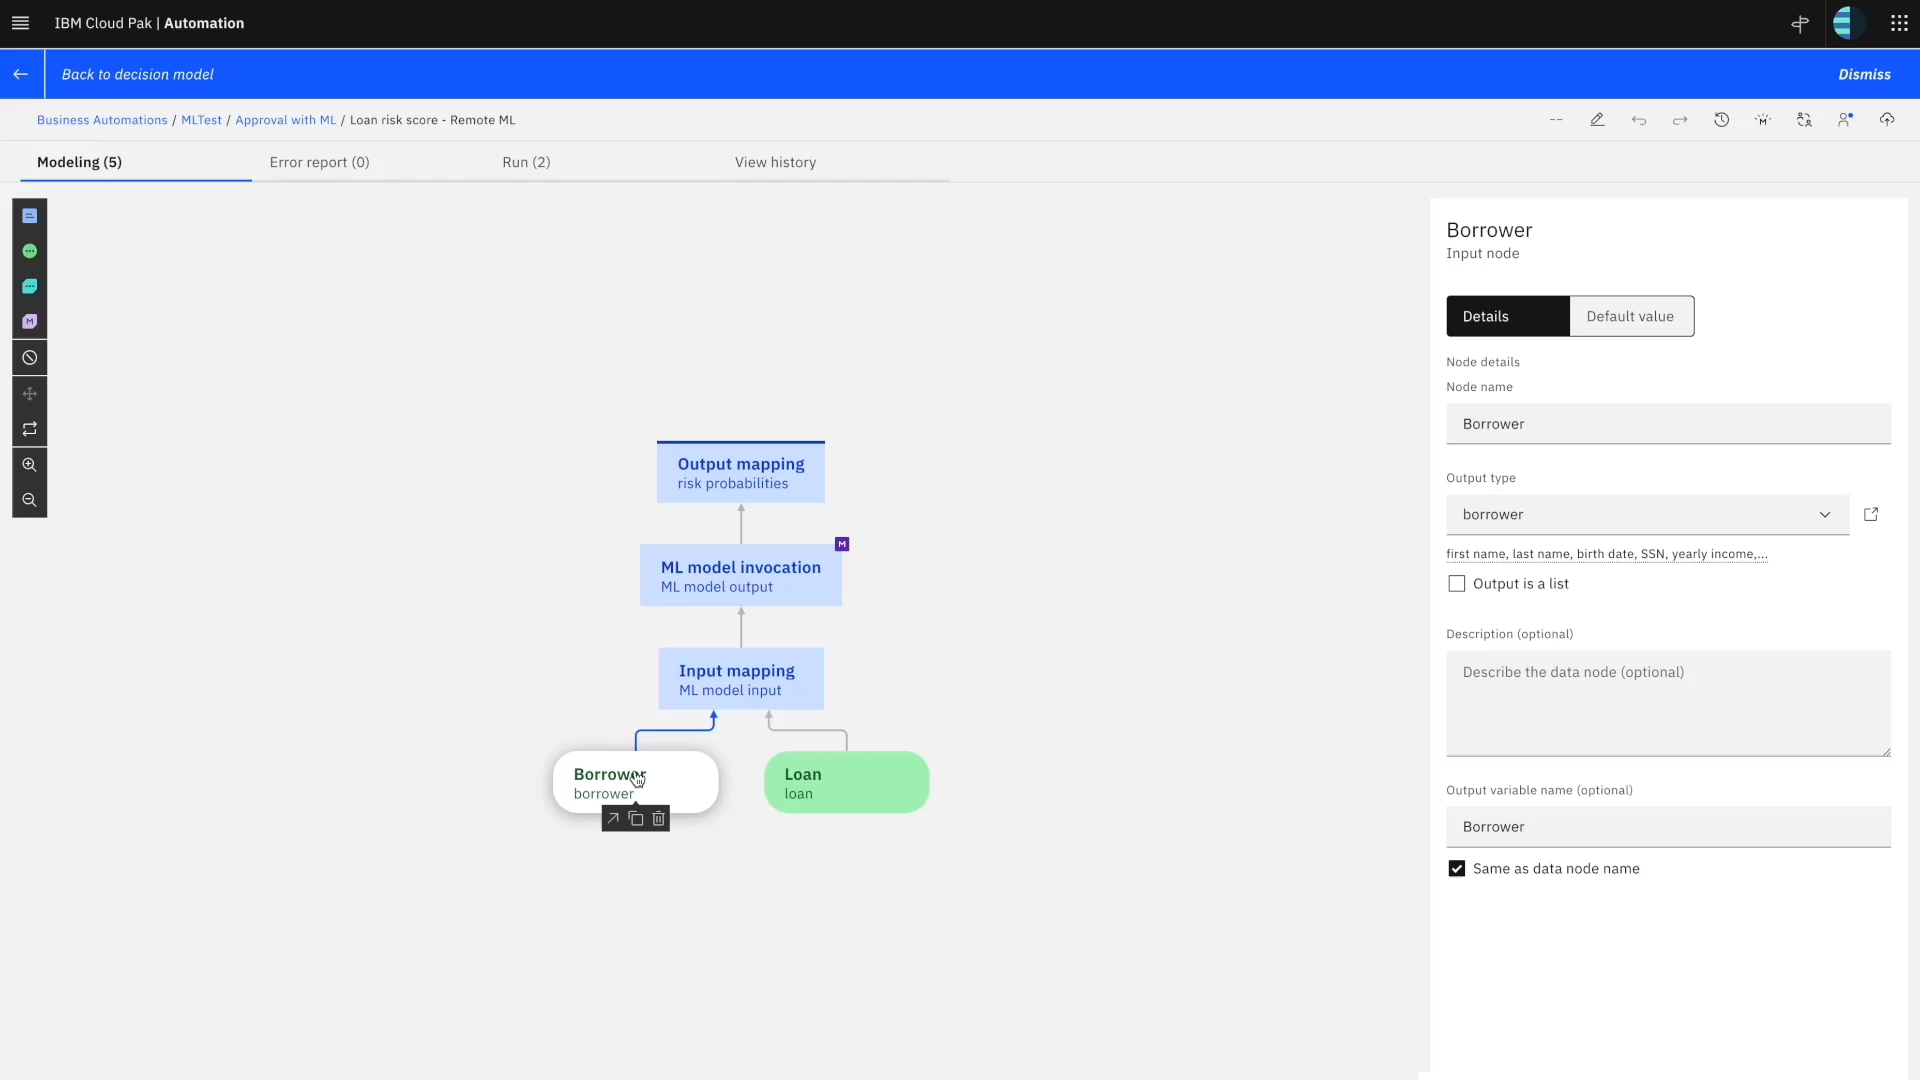 IBM Cloud Pak | Automation
Back to decision model
Dismiss
Business Automations / MLTest / Approval with ML / Loan risk score - Remote ML
--
M
Modeling (5)
Error report (0)
Run (2)
View history
M
Output mapping
risk probabilities
M
ML model invocation
ML model output
Input mapping
ML model input
Borrower
borrower
Loan
loan
Borrower
Input node
Details
Default value
Node details
Node name
Borrower
Output type
borrower
first name, last name, birth date, SSN, yearly income,...
Output is a list
Description (optional)
Describe the data node (optional)
Output variable name (optional)
Borrower
Same as data node name